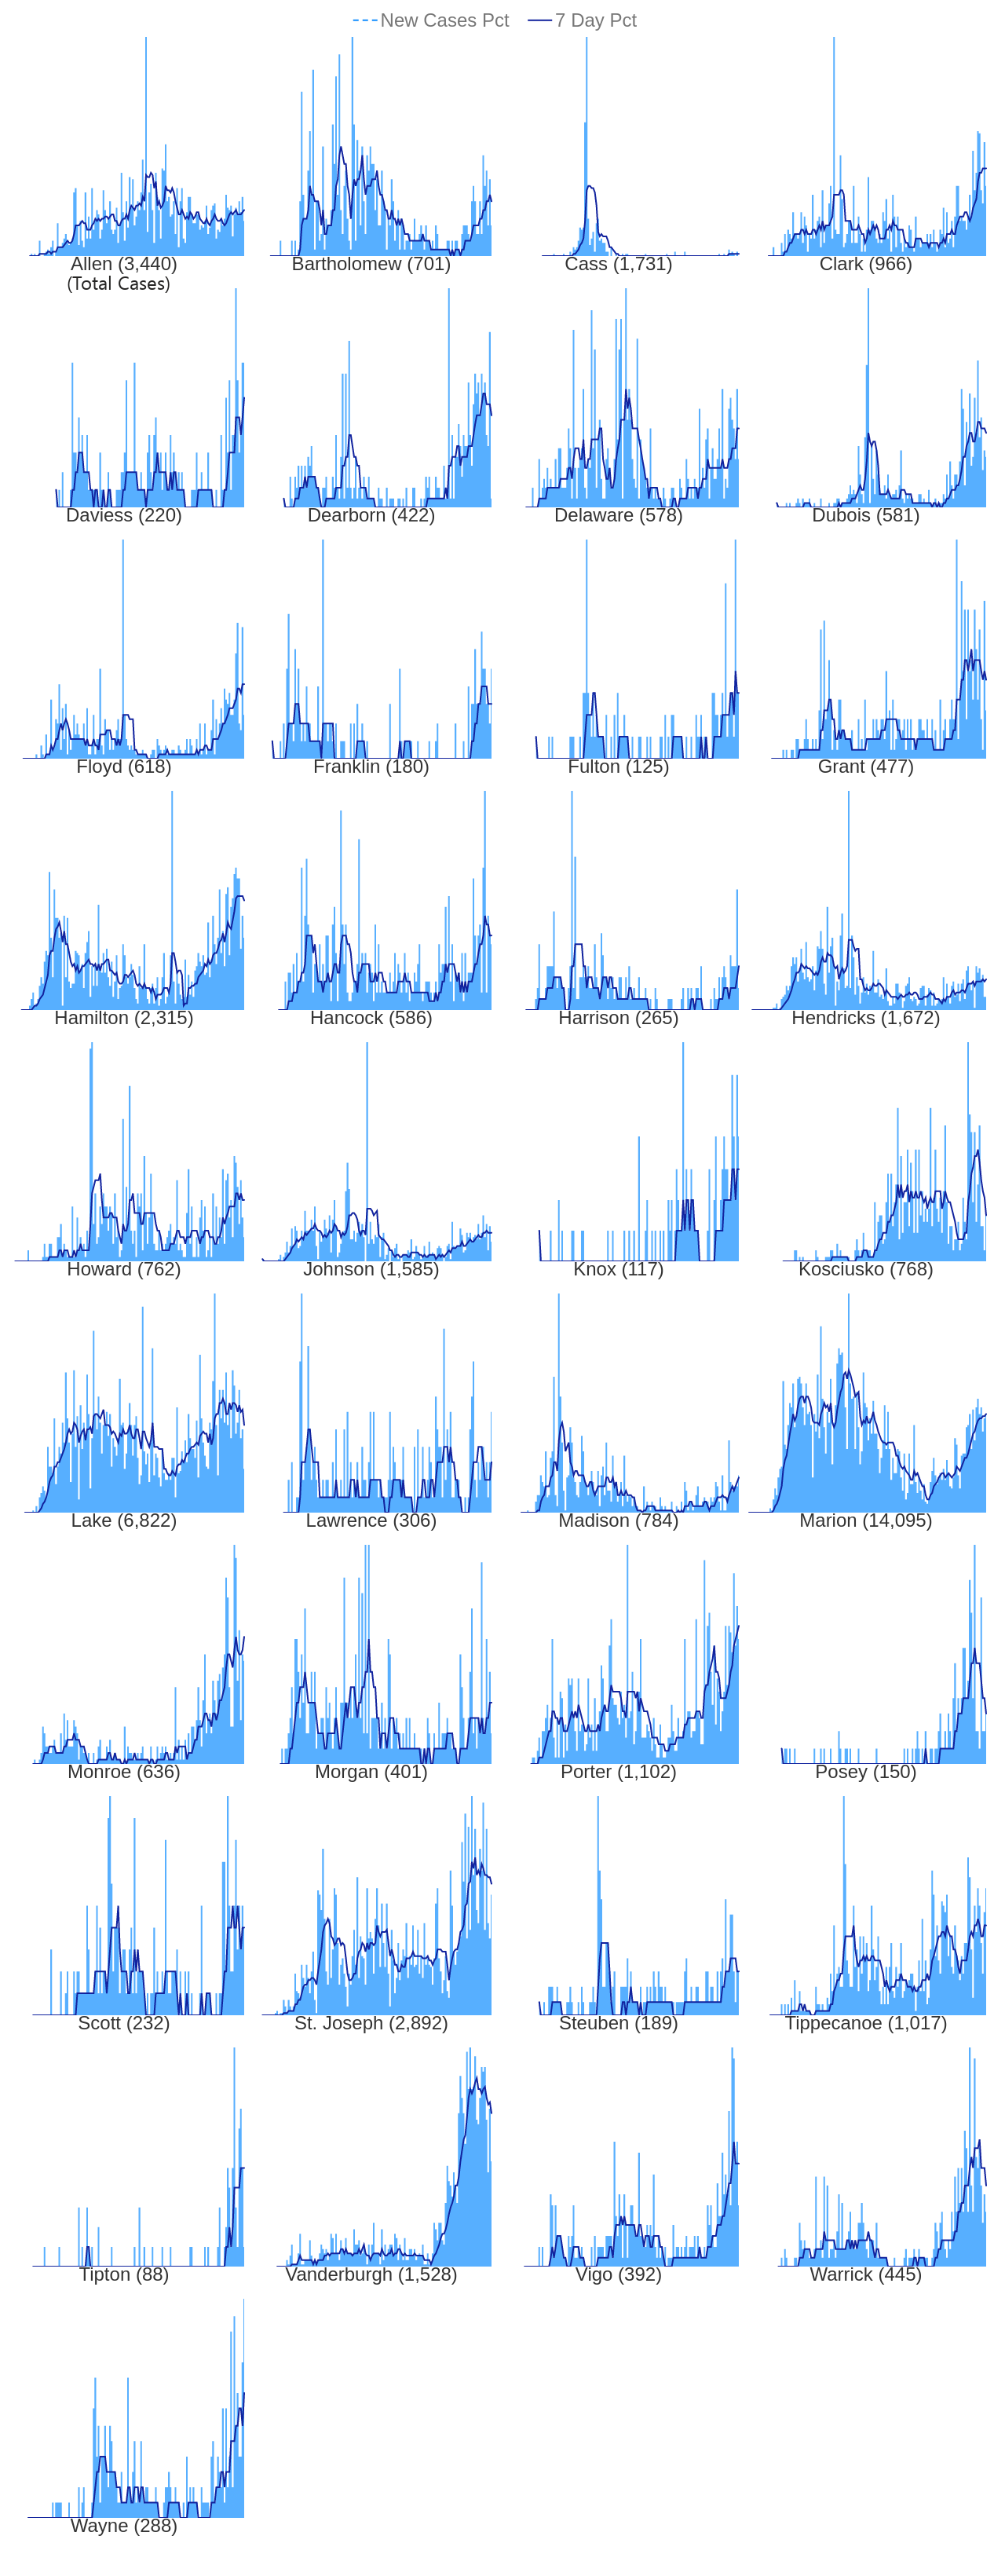 New Cases Pct 7 Day Pct
Allen (3,440) Bartholomew (701) Cass (1,731) Clark (966)
(Total Cases)
Daviess (220) Dearborn (422) Delaware (578) Dubois (581)
Floyd (618) Franklin (180) Fulton (125) Grant (477)
Hamilton (2,315) Hancock (586) Harrison (265) Hendricks (1,672)
Howard (762) Johnson (1,585) Knox (117) Kosciusko (768)
Lake (6,822) Lawrence (306) Madison (784) Marion (14,095)
Monroe (636) Morgan (401) Porter (1,102) Posey (150)
Scott (232) St. Joseph (2,892) Steuben (189) Tippecanoe (1,017)
Tipton (88) Vanderburgh (1,528) Vigo (392) Warrick (445)
Wayne (288)